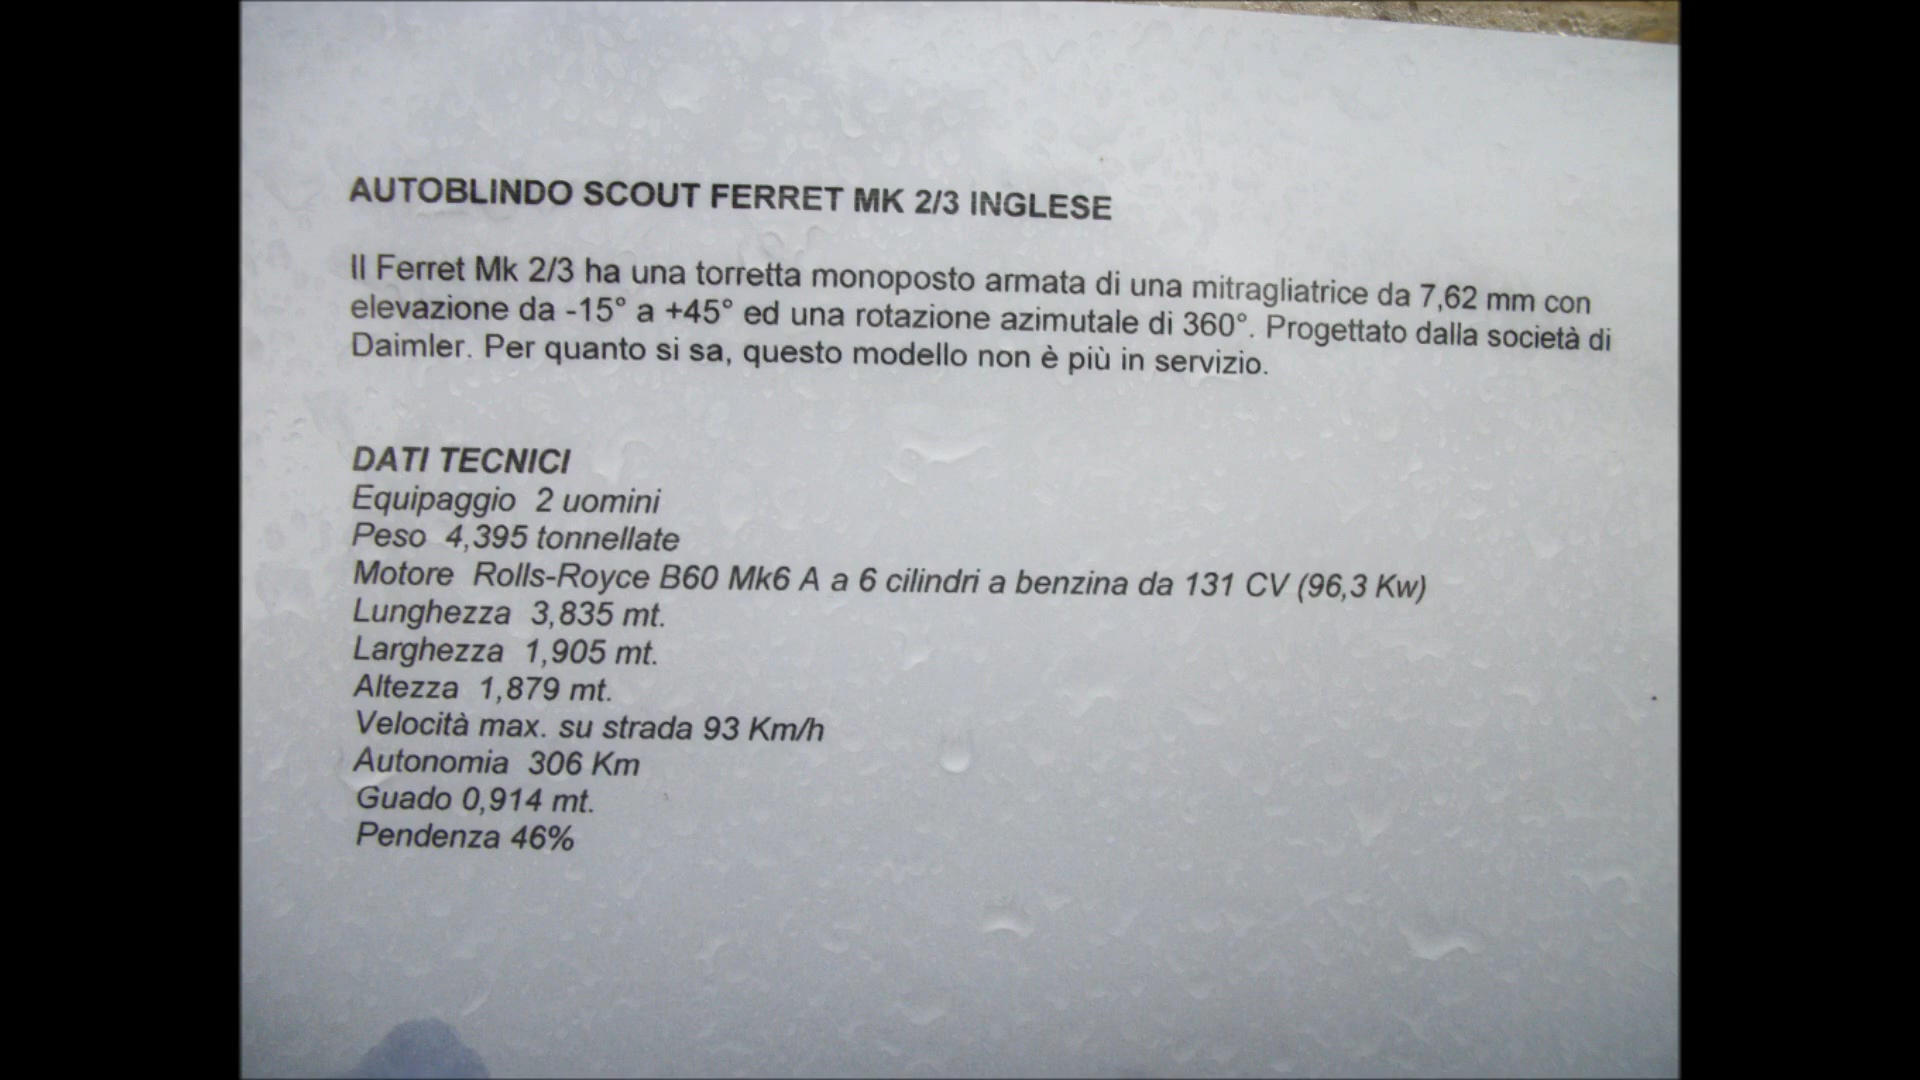 AUTOBLINDO SCOUT FERRET MK 2/3 INGLESE
Il Ferret Mk 2/3 ha una torretta monoposto armata di una mitragliatrice da 7,62 mm con
elevazione da -15° a +45° ed una rotazione azimutale di 360°. Progettato dalla società di
Daimler. Per quanto si sa, questo modello non è più in servizio.
DATI TECNICI
Equipaggio 2 uomini
Peso 4,395 tonnellate
Motore Rolls-Royce B60 Mk6 A a 6 cilindri a benzina da 131 CV (96,3 Kw)
Lunghezza 3,835 mt.
Larghezza 1,905 mt.
Altezza 1,879 mt.
Velocità max. su strada 93 Km/h
Autonomia 306 Km
Guado 0,914 mt.
Pendenza 46%